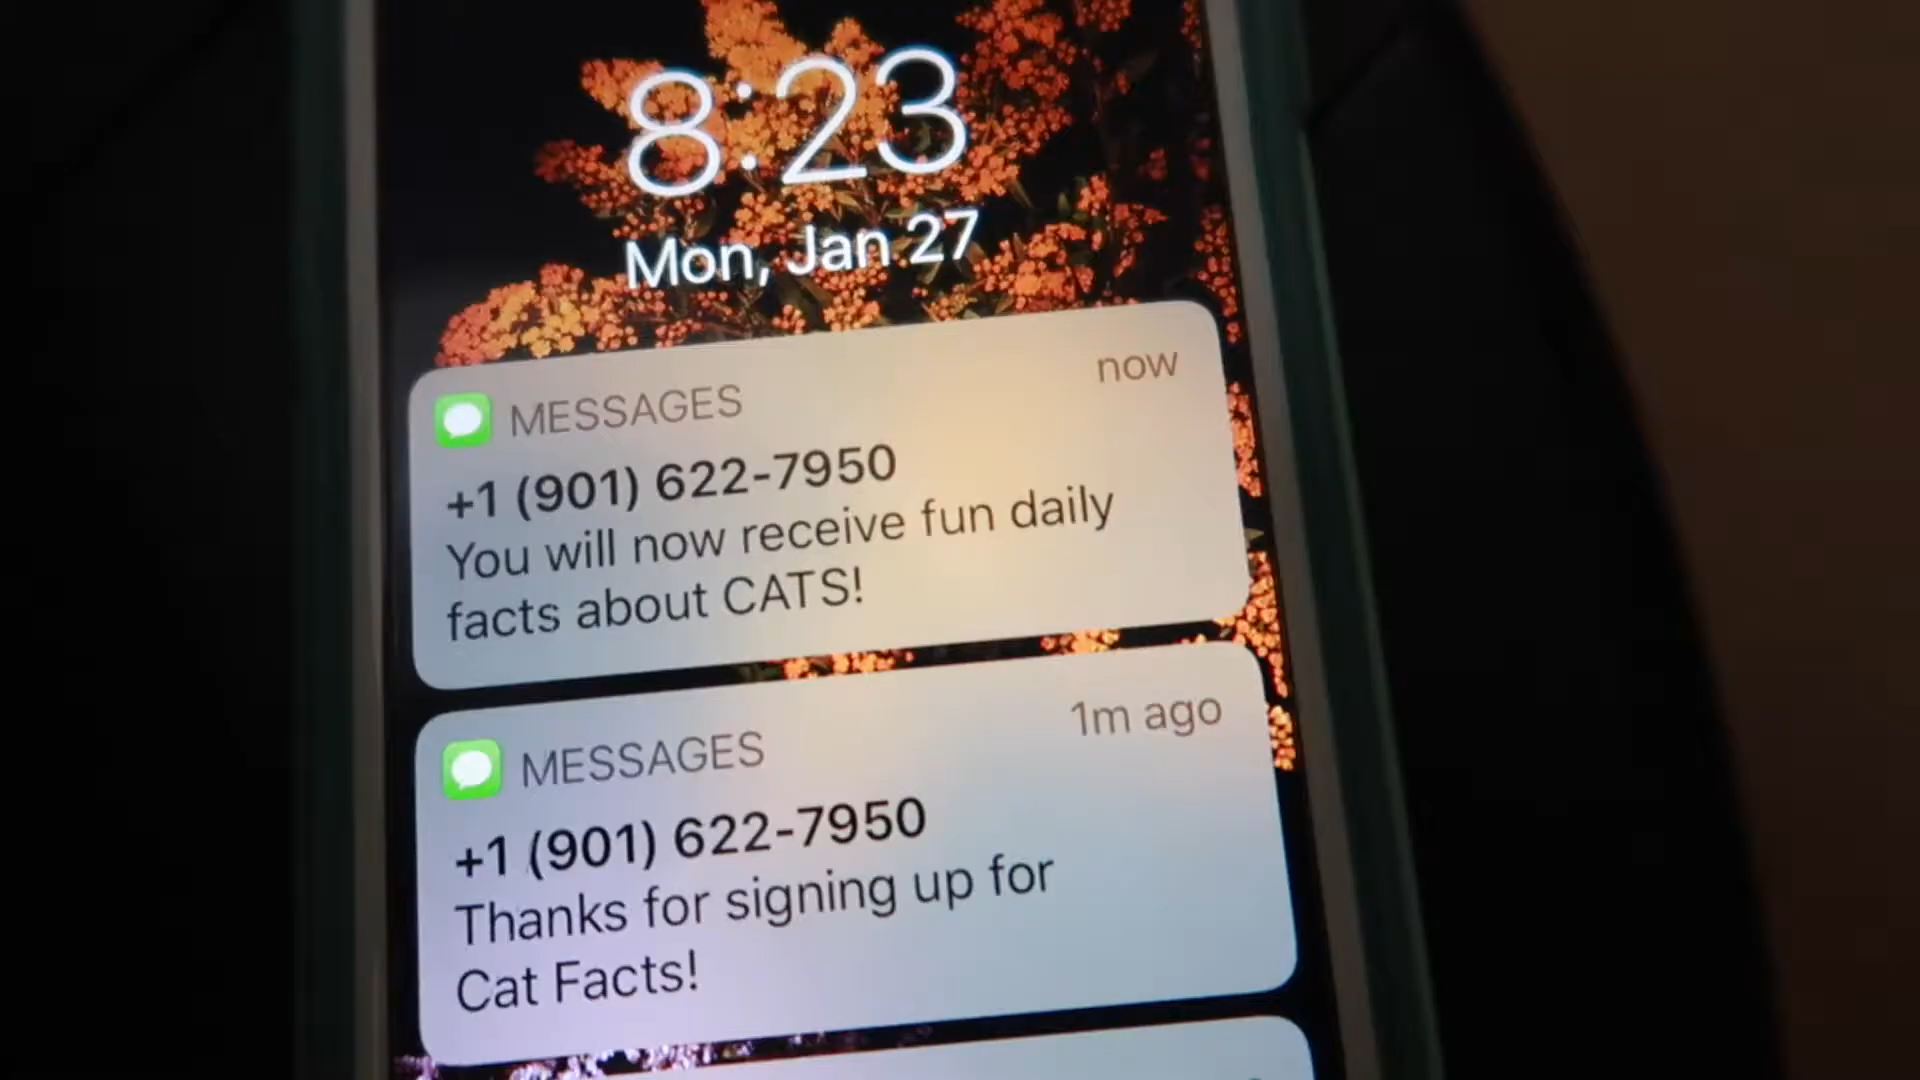 8:23
Mon, Jan 27
MESSAGES
now
+1 (901) 622-7950
You will now receive fun daily
facts about CATS!
MESSAGES
1m ago
+1 (901) 622-7950
Thanks for signing up for
Cat Facts!